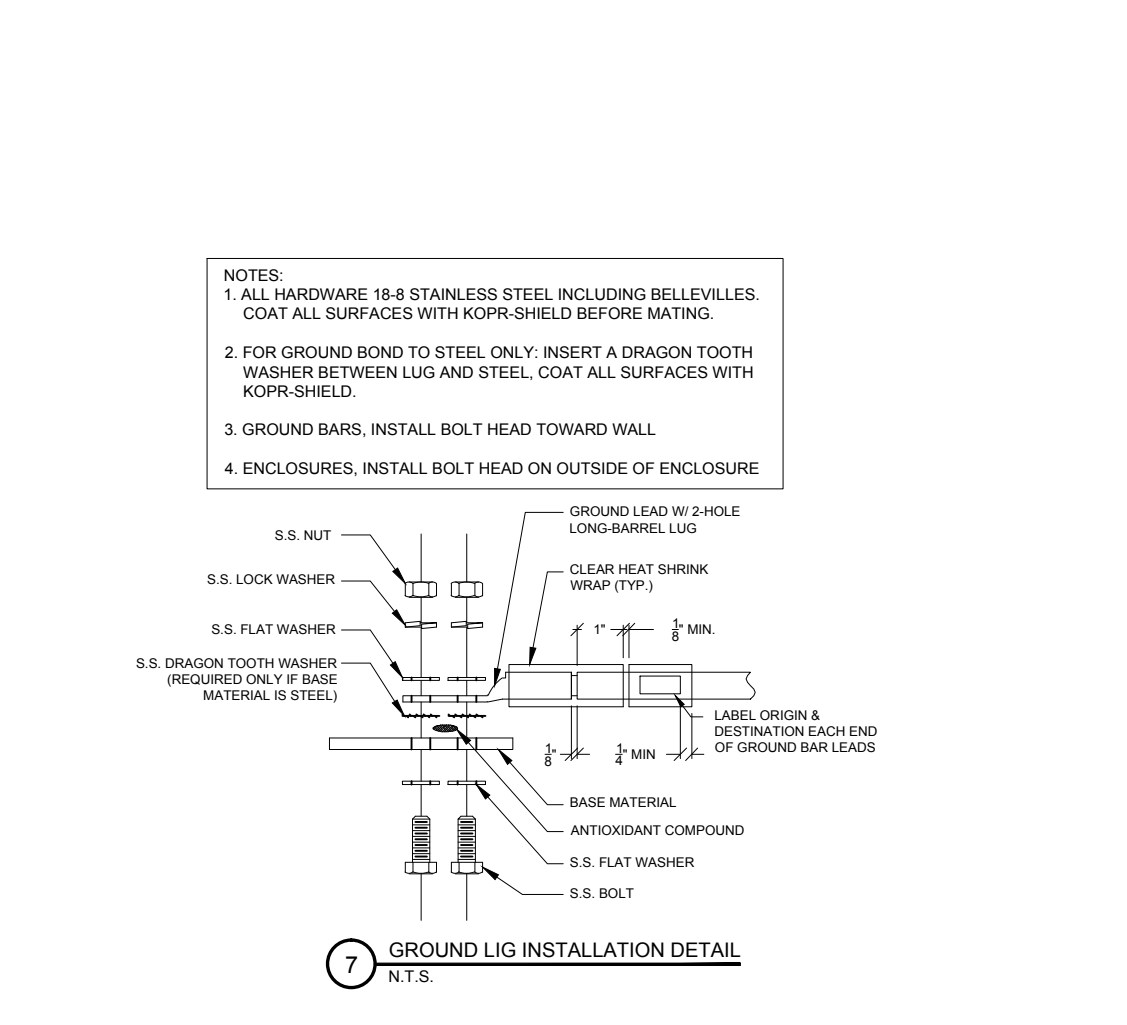 NOTES:
1. ALL HARDWARE 18-8 STAINLESS STEEL INCLUDING BELLEVILLES.
COAT ALL SURFACES WITH KOPR-SHIELD BEFORE MATING.
2. FOR GROUND BOND TO STEEL ONLY: INSERT A DRAGON TOOTH
WASHER BETWEEN LUG AND STEEL, COAT ALL SURFACES WITH
KOPR-SHIELD.
3. GROUND BARS, INSTALL BOLT HEAD TOWARD WALL
4. ENCLOSURES, INSTALL BOLT HEAD ON OUTSIDE OF ENCLOSURE
S.S. NUT
S.S. LOCK WASHER
S.S. FLAT WASHER
S.S. DRAGON TOOTH WASHER
(REQUIRED ONLY IF BASE
MATERIAL IS STEEL)
GROUND LEAD W/ 2-HOLE
LONG-BARREL LUG
CLEAR HEAT SHRINK
WRAP (TYP.)
1"
1/8" MIN.
LABEL ORIGIN &
DESTINATION EACH END
OF GROUND BAR LEADS
1/8"
1/4" MIN
BASE MATERIAL
ANTIOXIDANT COMPOUND
S.S. FLAT WASHER
S.S. BOLT
7
GROUND LIG INSTALLATION DETAIL
N.T.S.